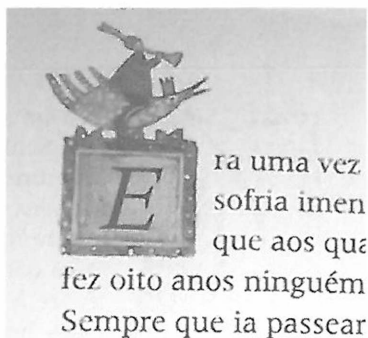 Era uma vez
sofria imen
que aos qua
fez oito anos ninguém
Sempre que ia passear